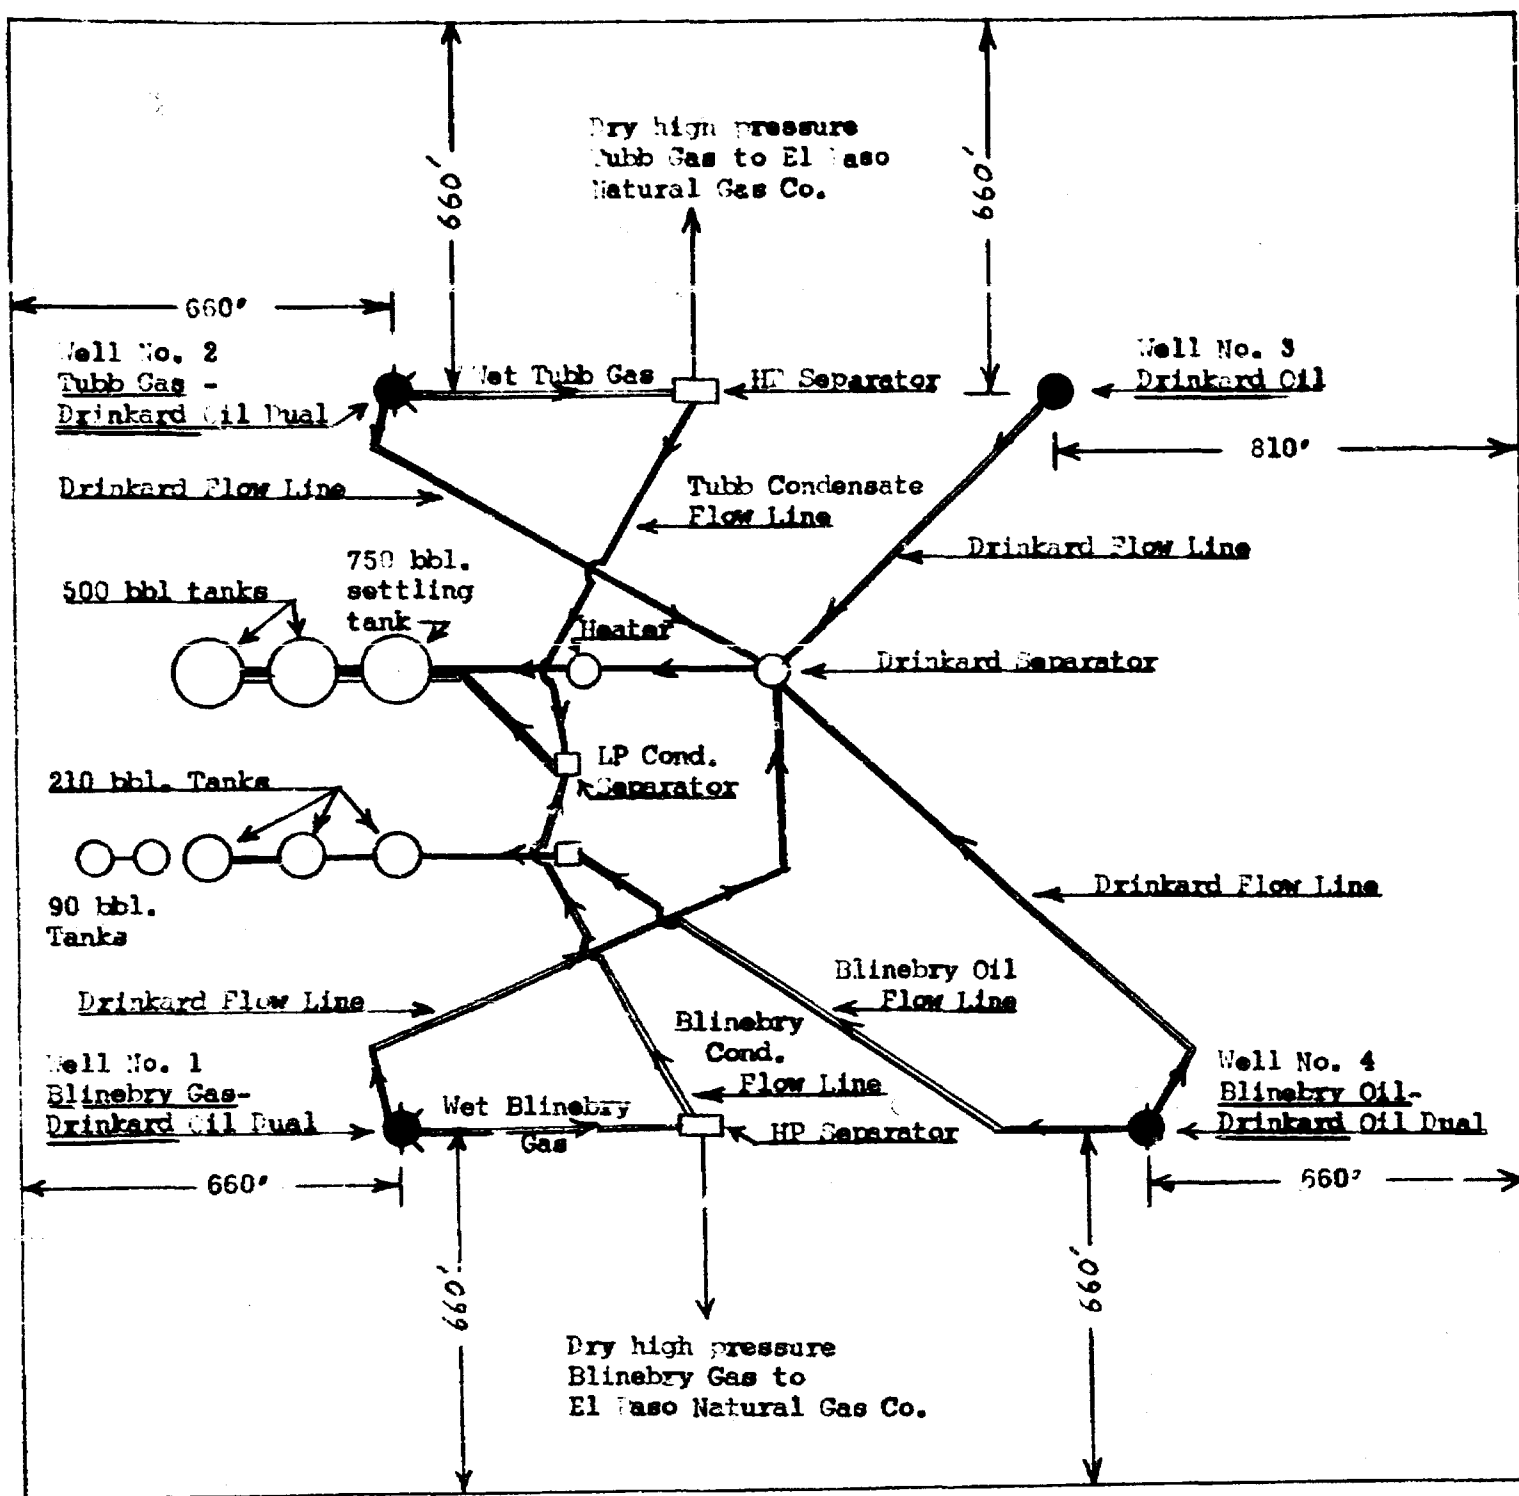 660'
660'
Dry high pressure
Tubb Gas to El Paso
Natural Gas Co.
660'
Well No. 2
Tubb Gas -
Drinkard Oil Dual
Wet Tubb Gas
HP Separator
Well No. 3
Drinkard Oil
810'
Drinkard Flow Line
Tubb Condensate
Flow Line
Drinkard Flow Line
500 bbl tanks
750 bbl.
settling
tank
Heater
Drinkard Separator
210 bbl. Tanks
LP Cond.
Separator
90 bbl.
Tanks
Drinkard Flow Line
Drinkard Flow Line
Blinebry Oil
Flow Line
Blinebry
Cond.
Flow Line
Well No. 1
Blinebry Gas-
Drinkard Oil Dual
Wet Blinebry
Gas
HP Separator
Well No. 4
Blinebry Oil-
Drinkard Oil Dual
660'
660'
660'
660'
Dry high pressure
Blinebry Gas to
El Paso Natural Gas Co.